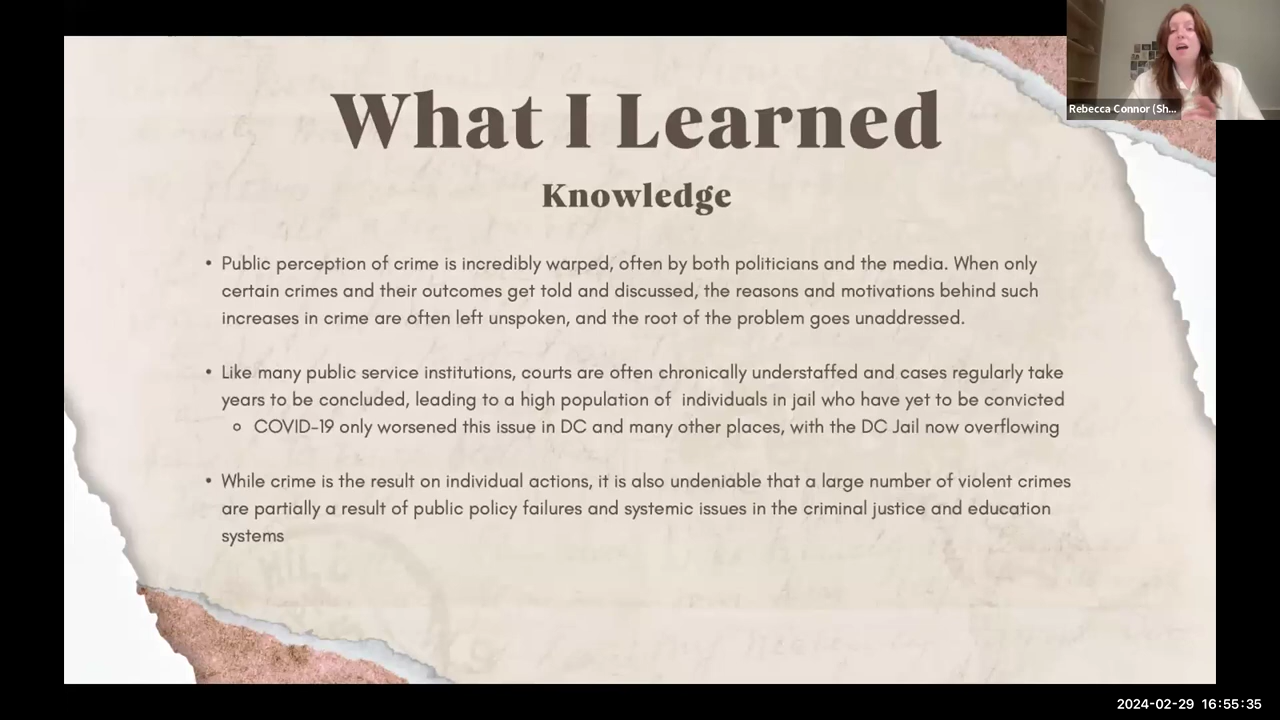 What I Learned
Knowledge
Rebecca Connor (Sh...
• Public perception of crime is incredibly warped, often by both politicians and the media. When only
certain crimes and their outcomes get told and discussed, the reasons and motivations behind such
increases in crime are often left unspoken, and the root of the problem goes unaddressed.
• Like many public service institutions, courts are often chronically understaffed and cases regularly take
years to be concluded, leading to a high population of  individuals in jail who have yet to be convicted
◦ COVID-19 only worsened this issue in DC and many other places, with the DC Jail now overflowing
• While crime is the result on individual actions, it is also undeniable that a large number of violent crimes
are partially a result of public policy failures and systemic issues in the criminal justice and education
systems
2024-02-29 16:55:35